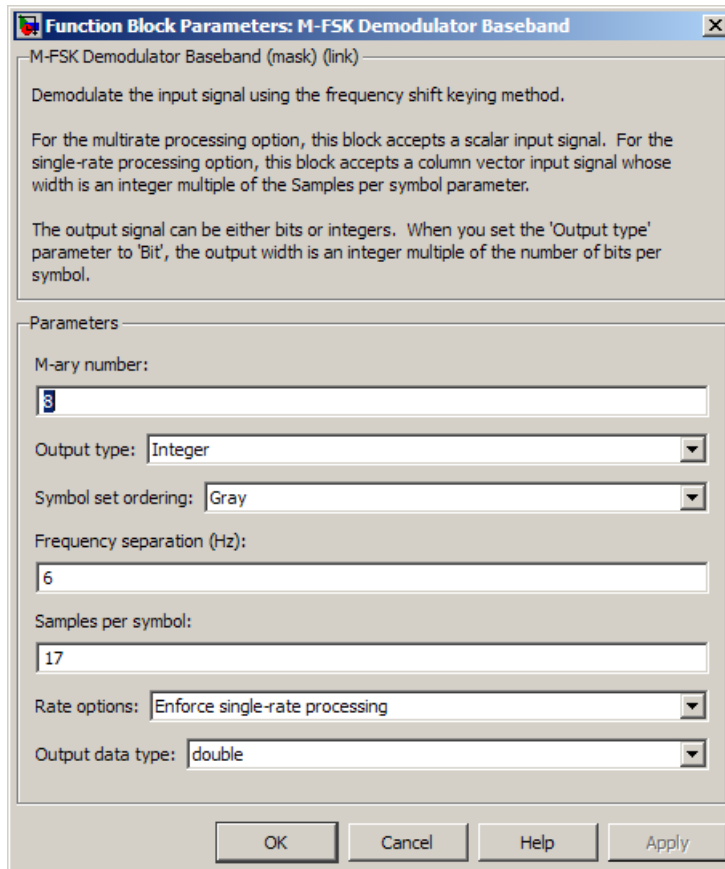 Function Block Parameters: M-FSK Demodulator Baseband
M-FSK Demodulator Baseband (mask) (link)
Demodulate the input signal using the frequency shift keying method.
For the multirate processing option, this block accepts a scalar input signal.  For the
single-rate processing option, this block accepts a column vector input signal whose
width is an integer multiple of the Samples per symbol parameter.
The output signal can be either bits or integers.  When you set the 'Output type'
parameter to 'Bit', the output width is an integer multiple of the number of bits per
symbol.
Parameters
M-ary number:
8
Output type: Integer
Symbol set ordering: Gray
Frequency separation (Hz):
6
Samples per symbol:
17
Rate options: Enforce single-rate processing
Output data type: double
OK Cancel Help Apply